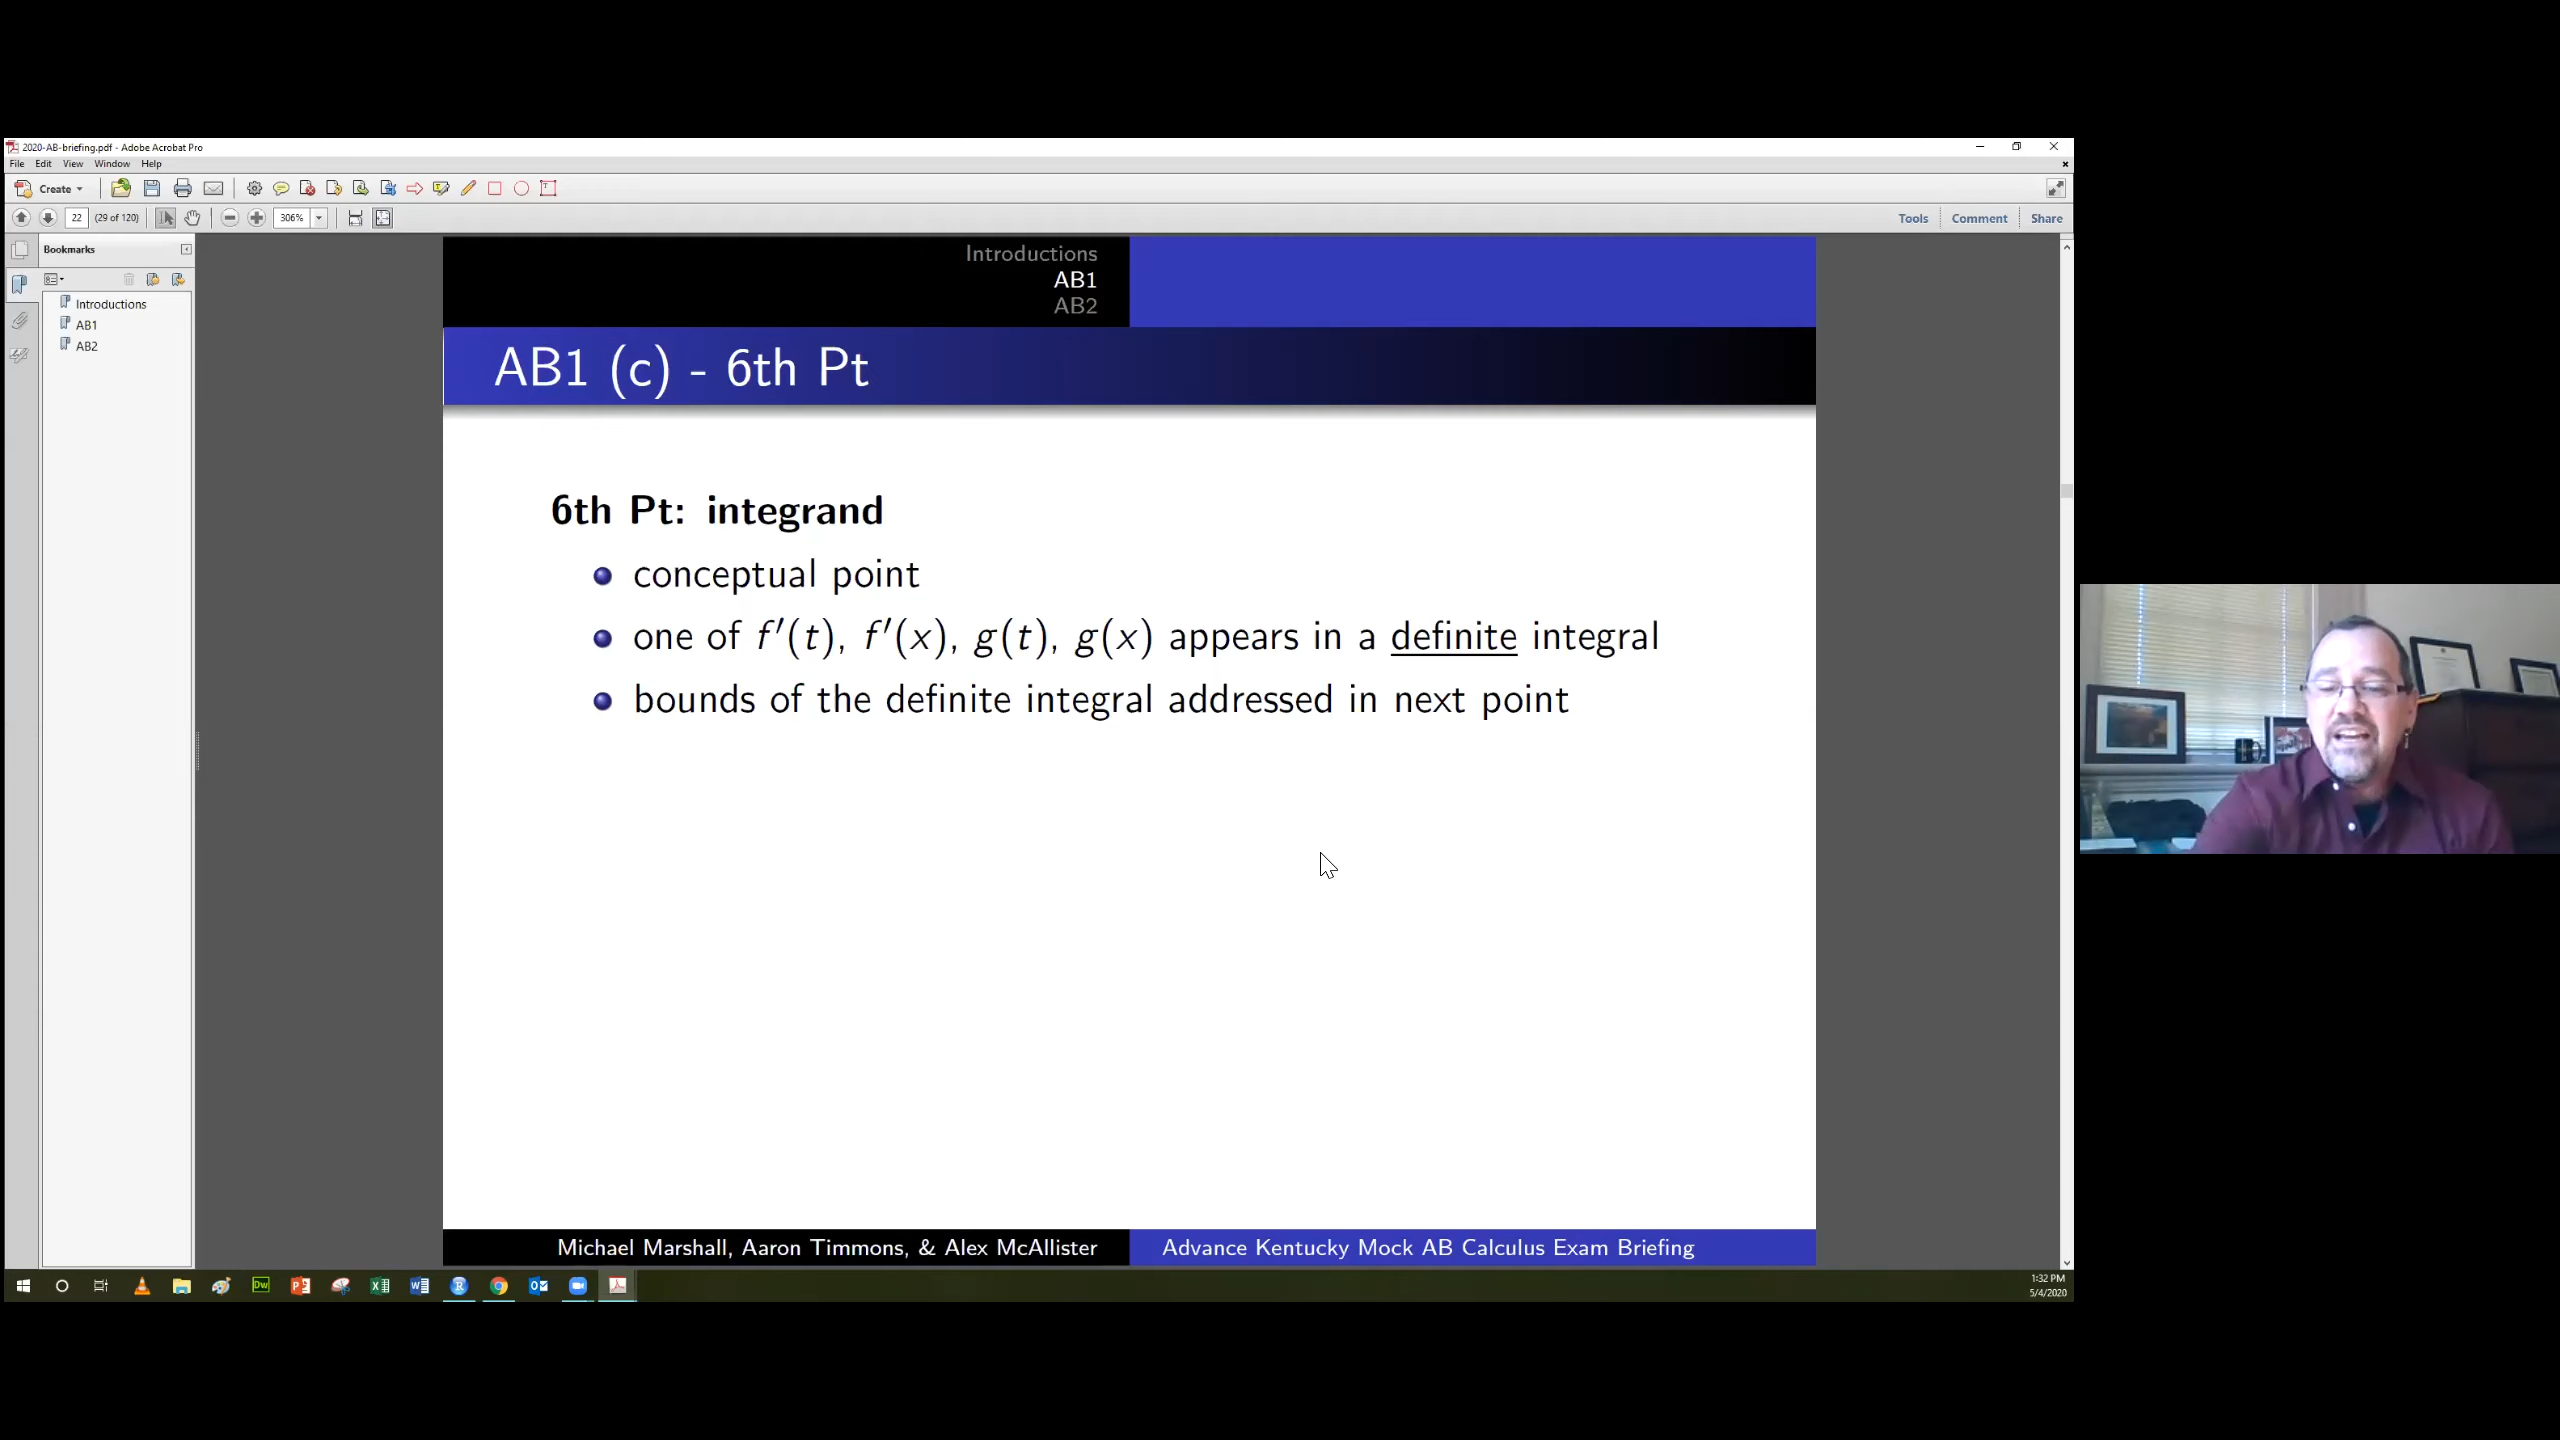 2020-AB-briefing.pdf - Adobe Acrobat Pro
File Edit View Window Help
Create
22 (29 of 120) 306% Tools Comment Share
Bookmarks
Introductions
AB1
AB2
Introductions
AB1
AB2
AB1 (c) - 6th Pt
6th Pt: integrand
conceptual point
one of f′(t), f′(x), g(t), g(x) appears in a definite integral
bounds of the definite integral addressed in next point
Michael Marshall, Aaron Timmons, & Alex McAllister Advance Kentucky Mock AB Calculus Exam Briefing
1:32 PM
5/4/2020